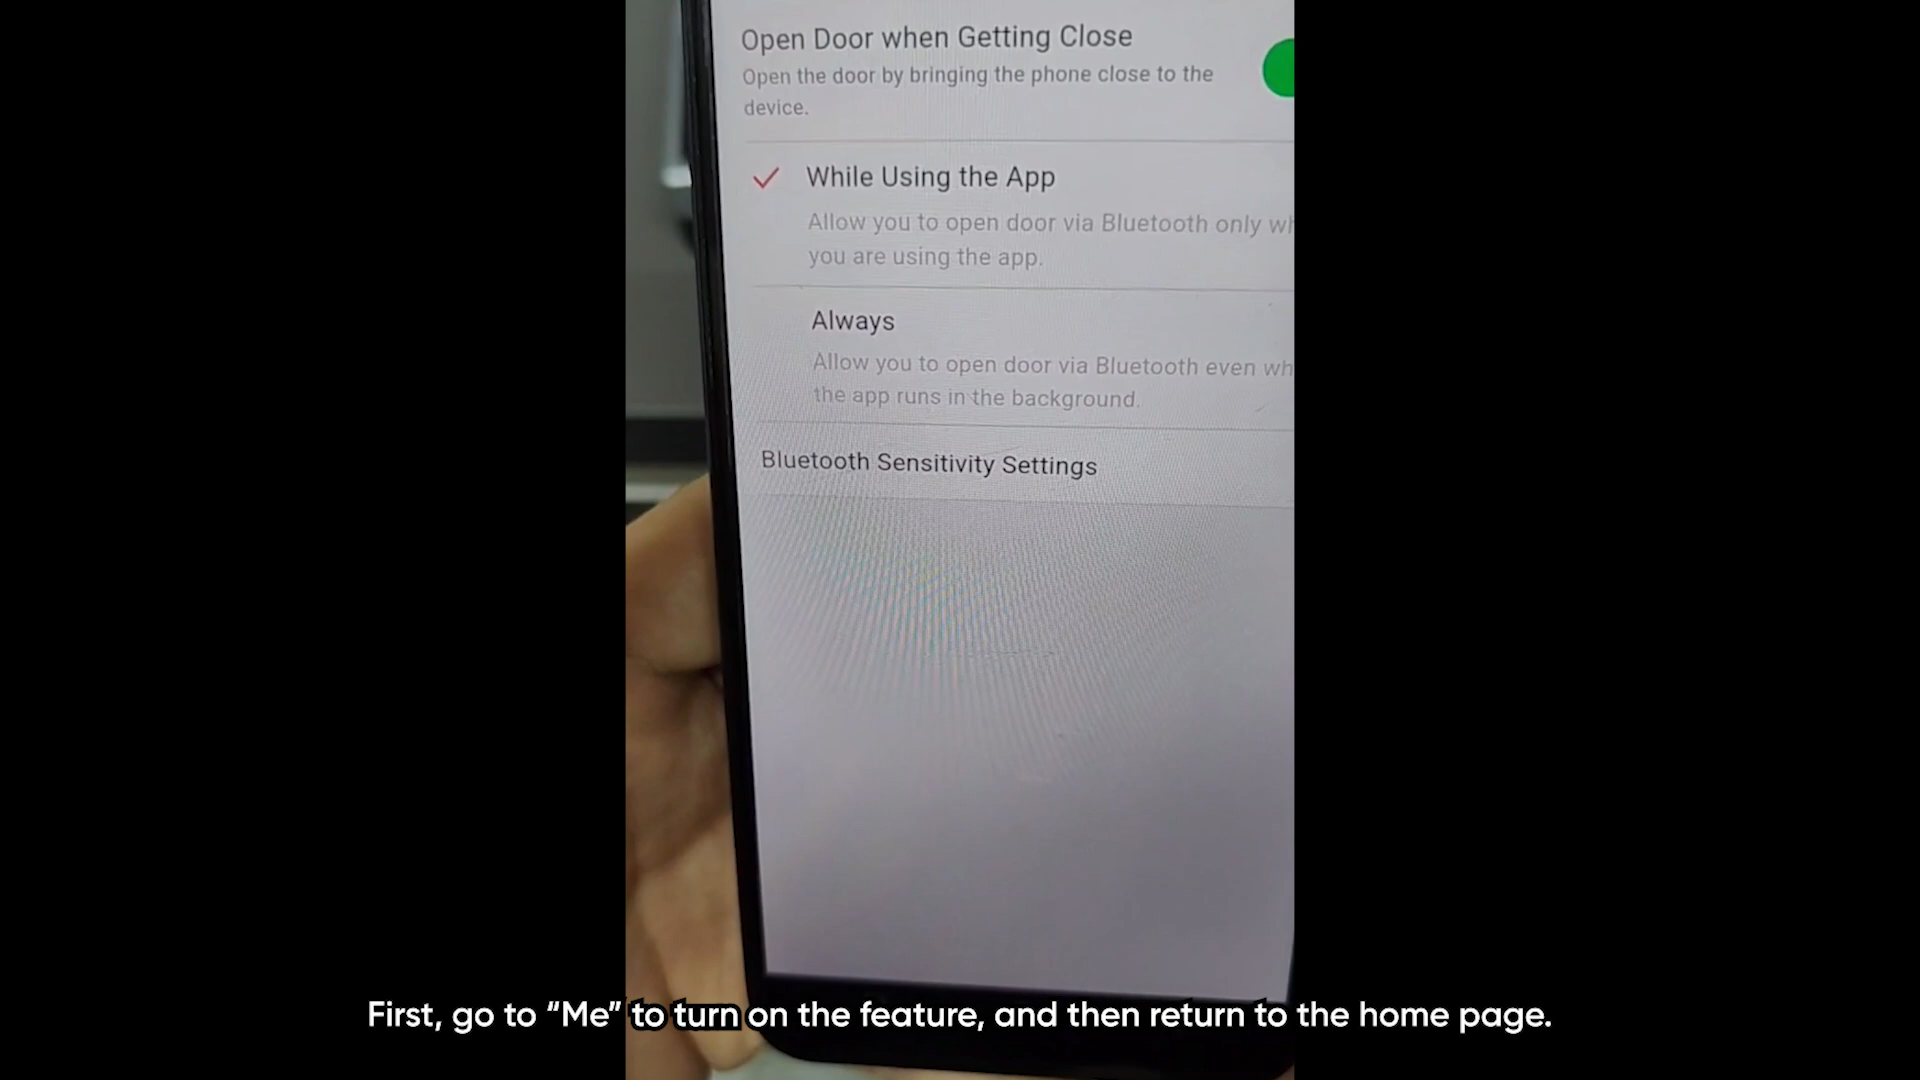 Open Door when Getting Close
Open the door by bringing the phone close to the
device.
While Using the App
Allow you to open door via Bluetooth only
you are using the app.
Always
Allow you to open door via Bluetooth even
the app runs in the background.
Bluetooth Sensitivity Settings
First, go to “Me” to turn on the feature, and then return to the home page.